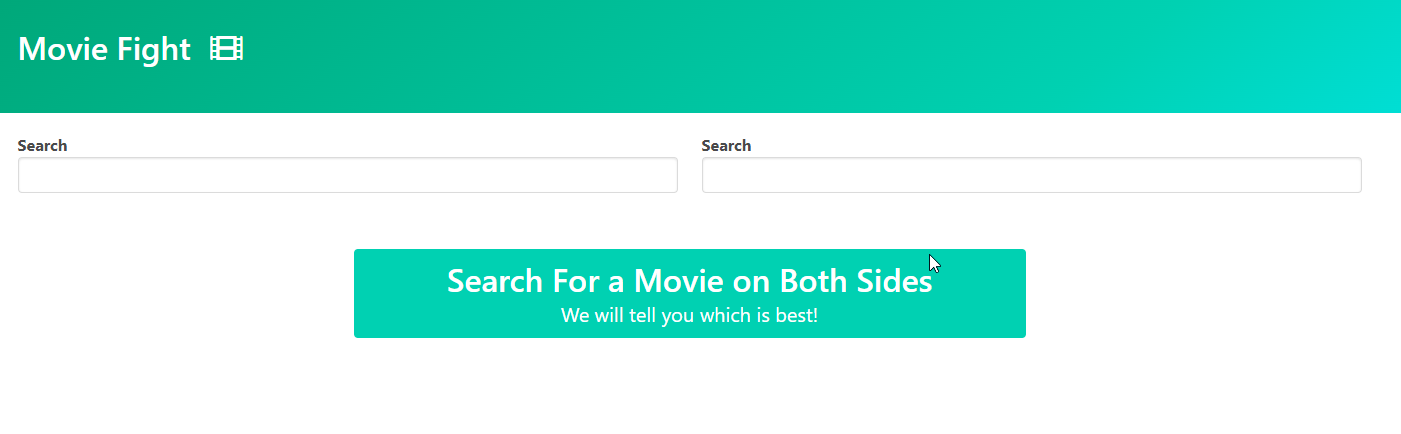 Movie Fight
Search
Search
Search For a Movie on Both Sides
We will tell you which is best!